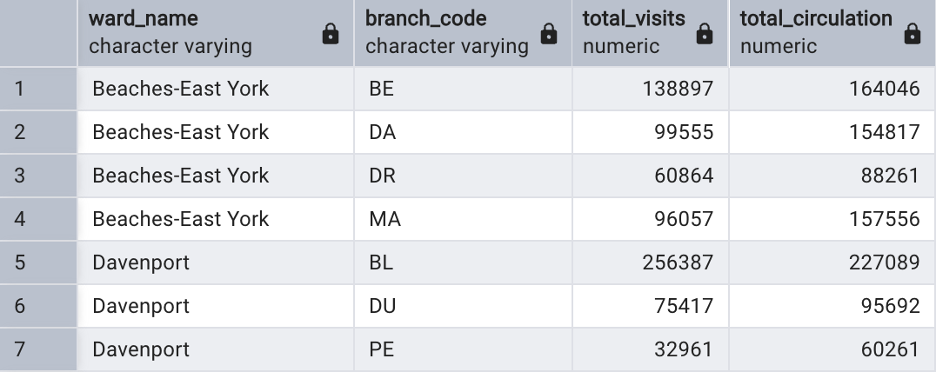 ward_name branch_code total_visits total_circulation
character varying character varying numeric numeric
1 Beaches-East York BE 138897 164046
2 Beaches-East York DA 99555 154817
3 Beaches-East York DR 60864 88261
4 Beaches-East York MA 96057 157556
5 Davenport BL 256387 227089
6 Davenport DU 75417 95692
7 Davenport PE 32961 60261